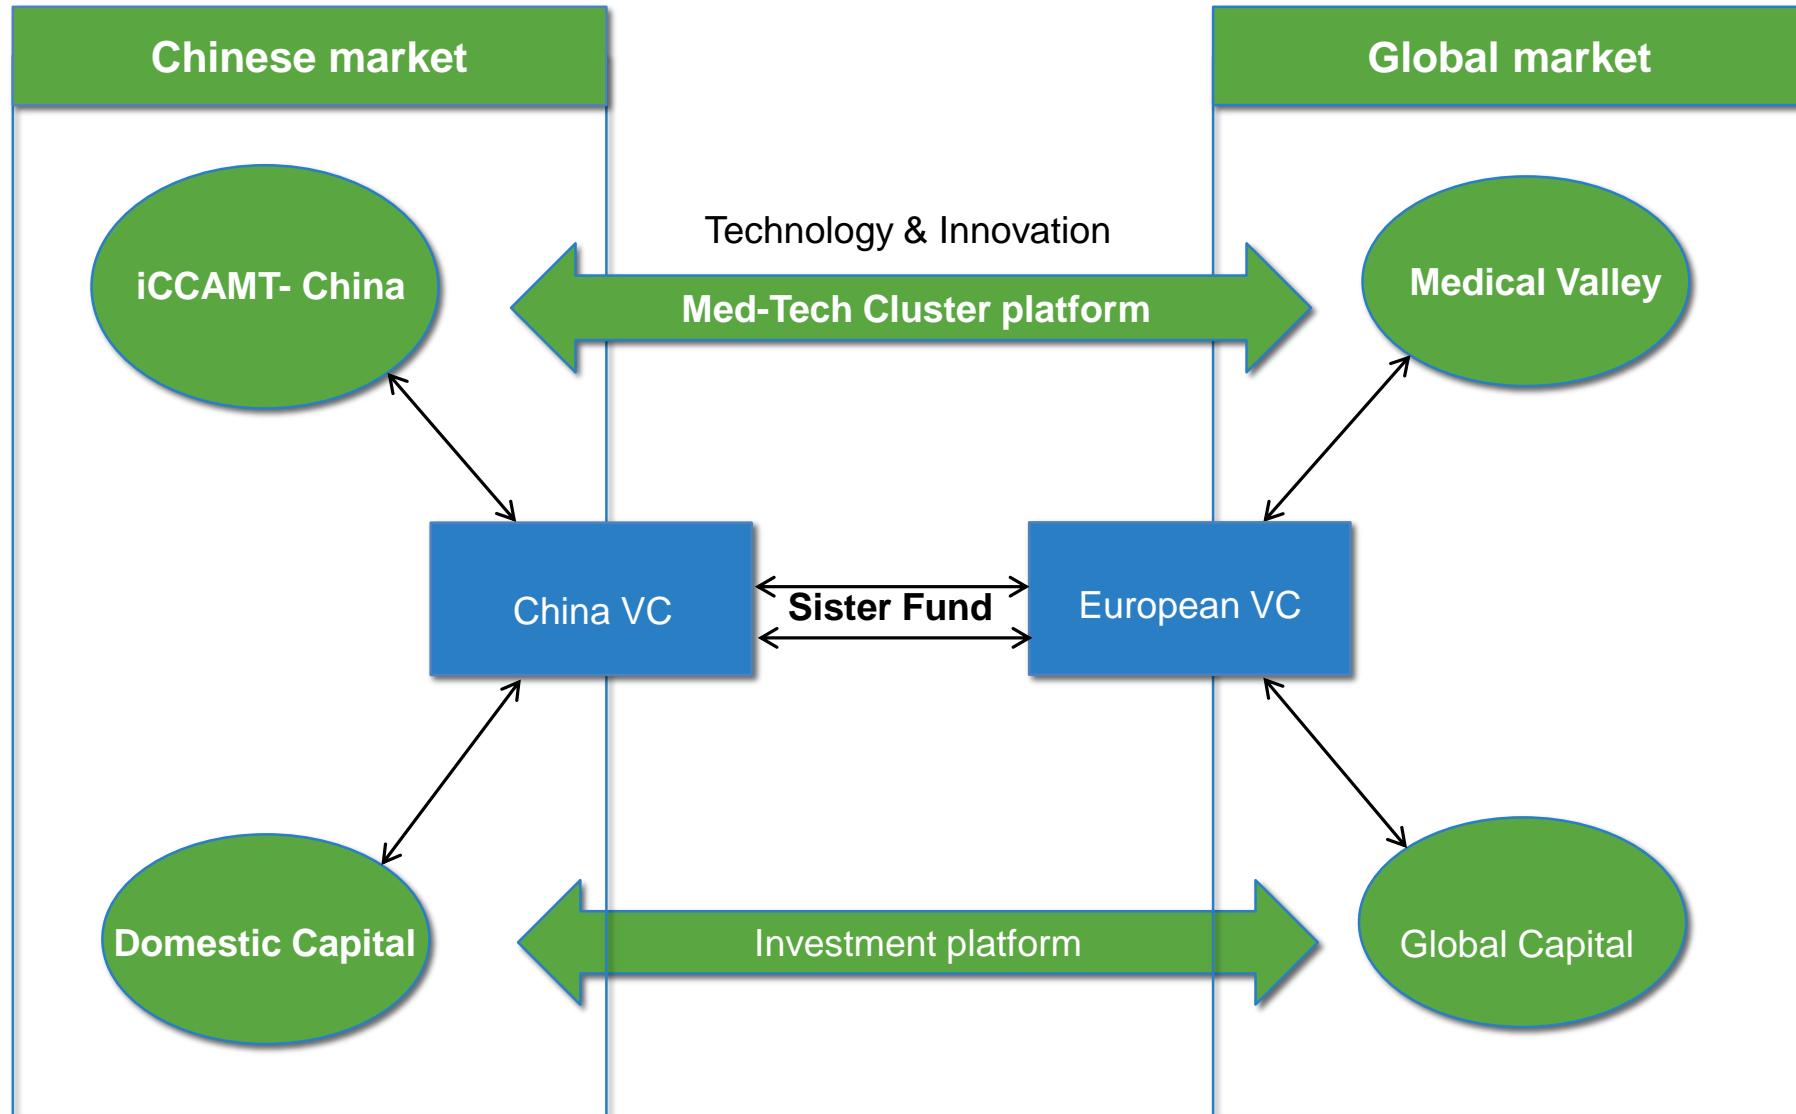 Chinese market
Global market
Technology & Innovation
iCCAMT- China
Med-Tech Cluster platform
Medical Valley
China VC
Sister Fund
European VC
Domestic Capital
Investment platform
Global Capital